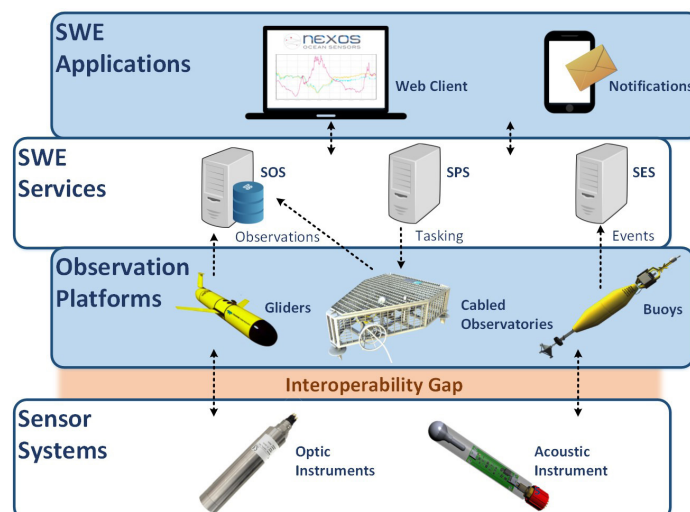 SWE
Applications
NEXOS
OCEAN SENSORS
Web Client
Notifications
SWE
Services
SOS
SPS
SES
Observations
Tasking
Events
Observation
Platforms
Gliders
Cabled
Observatories
Buoys
Interoperability Gap
Sensor
Systems
Optic
Instruments
Acoustic
Instrument